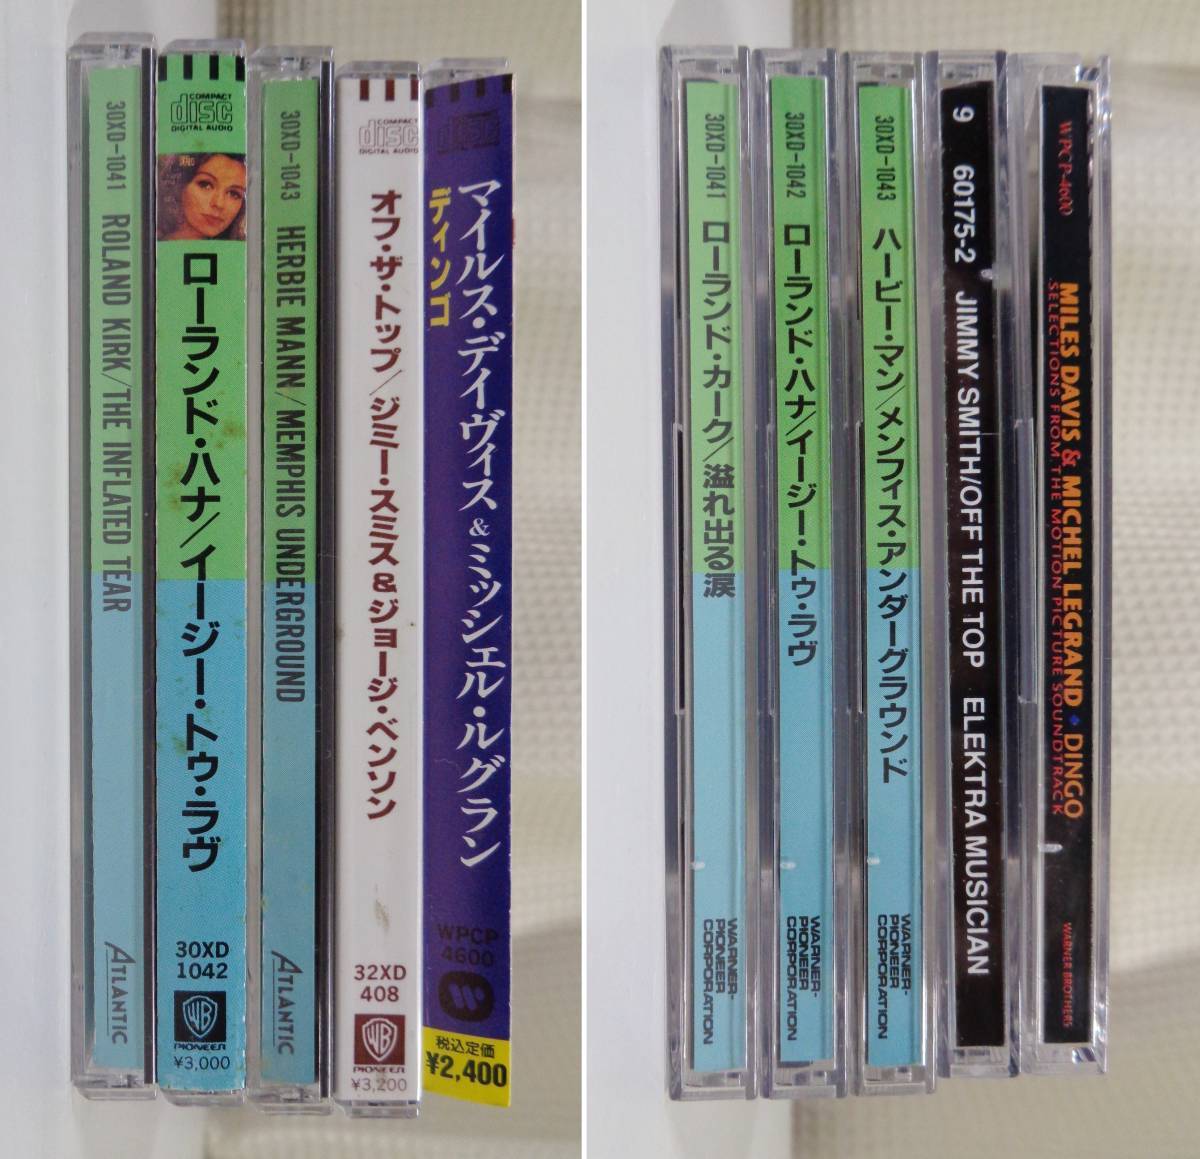 30XD-1041 ROLAND KIRK/THE INFLATED TEAR ATLANTIC
COMPACT
disc
DIGITAL AUDIO
ローランド・ハナ/イージー・トゥ・ラヴ
30XD
1042
WB
PIONEER
¥3,000
30XD-1043 HERBIE MANN/MEMPHIS UNDERGROUND ATLANTIC
COMPACT
disc
DIGITAL AUDIO
オフ・ザ・トップ/ジミー・スミス&ジョージ・ベンソン
32XD
408
WB
PIONEER
¥3,200
disc
マイルス・デイヴィス&ミッシェル・ルグラン
ディンゴ
WPCP
4600
税込定価
¥2,400
30XD-1041 ローランド・カーク/溢れ出る涙
WARNER-
PIONEER
CORPORATION
30XD-1042 ローランド・ハナ/イージー・トゥ・ラヴ
WARNER-
PIONEER
CORPORATION
30XD-1043 ハービー・マン/メンフィス・アンダーグラウンド
WARNER-
PIONEER
CORPORATION
9 60175-2 JIMMY SMITH/OFF THE TOP ELEKTRA MUSICIAN
WPCP-4600
MILES DAVIS & MICHEL LEGRAND • DINGO
SELECTIONS FROM THE MOTION PICTURE SOUNDTRACK
WARNER BROTHERS